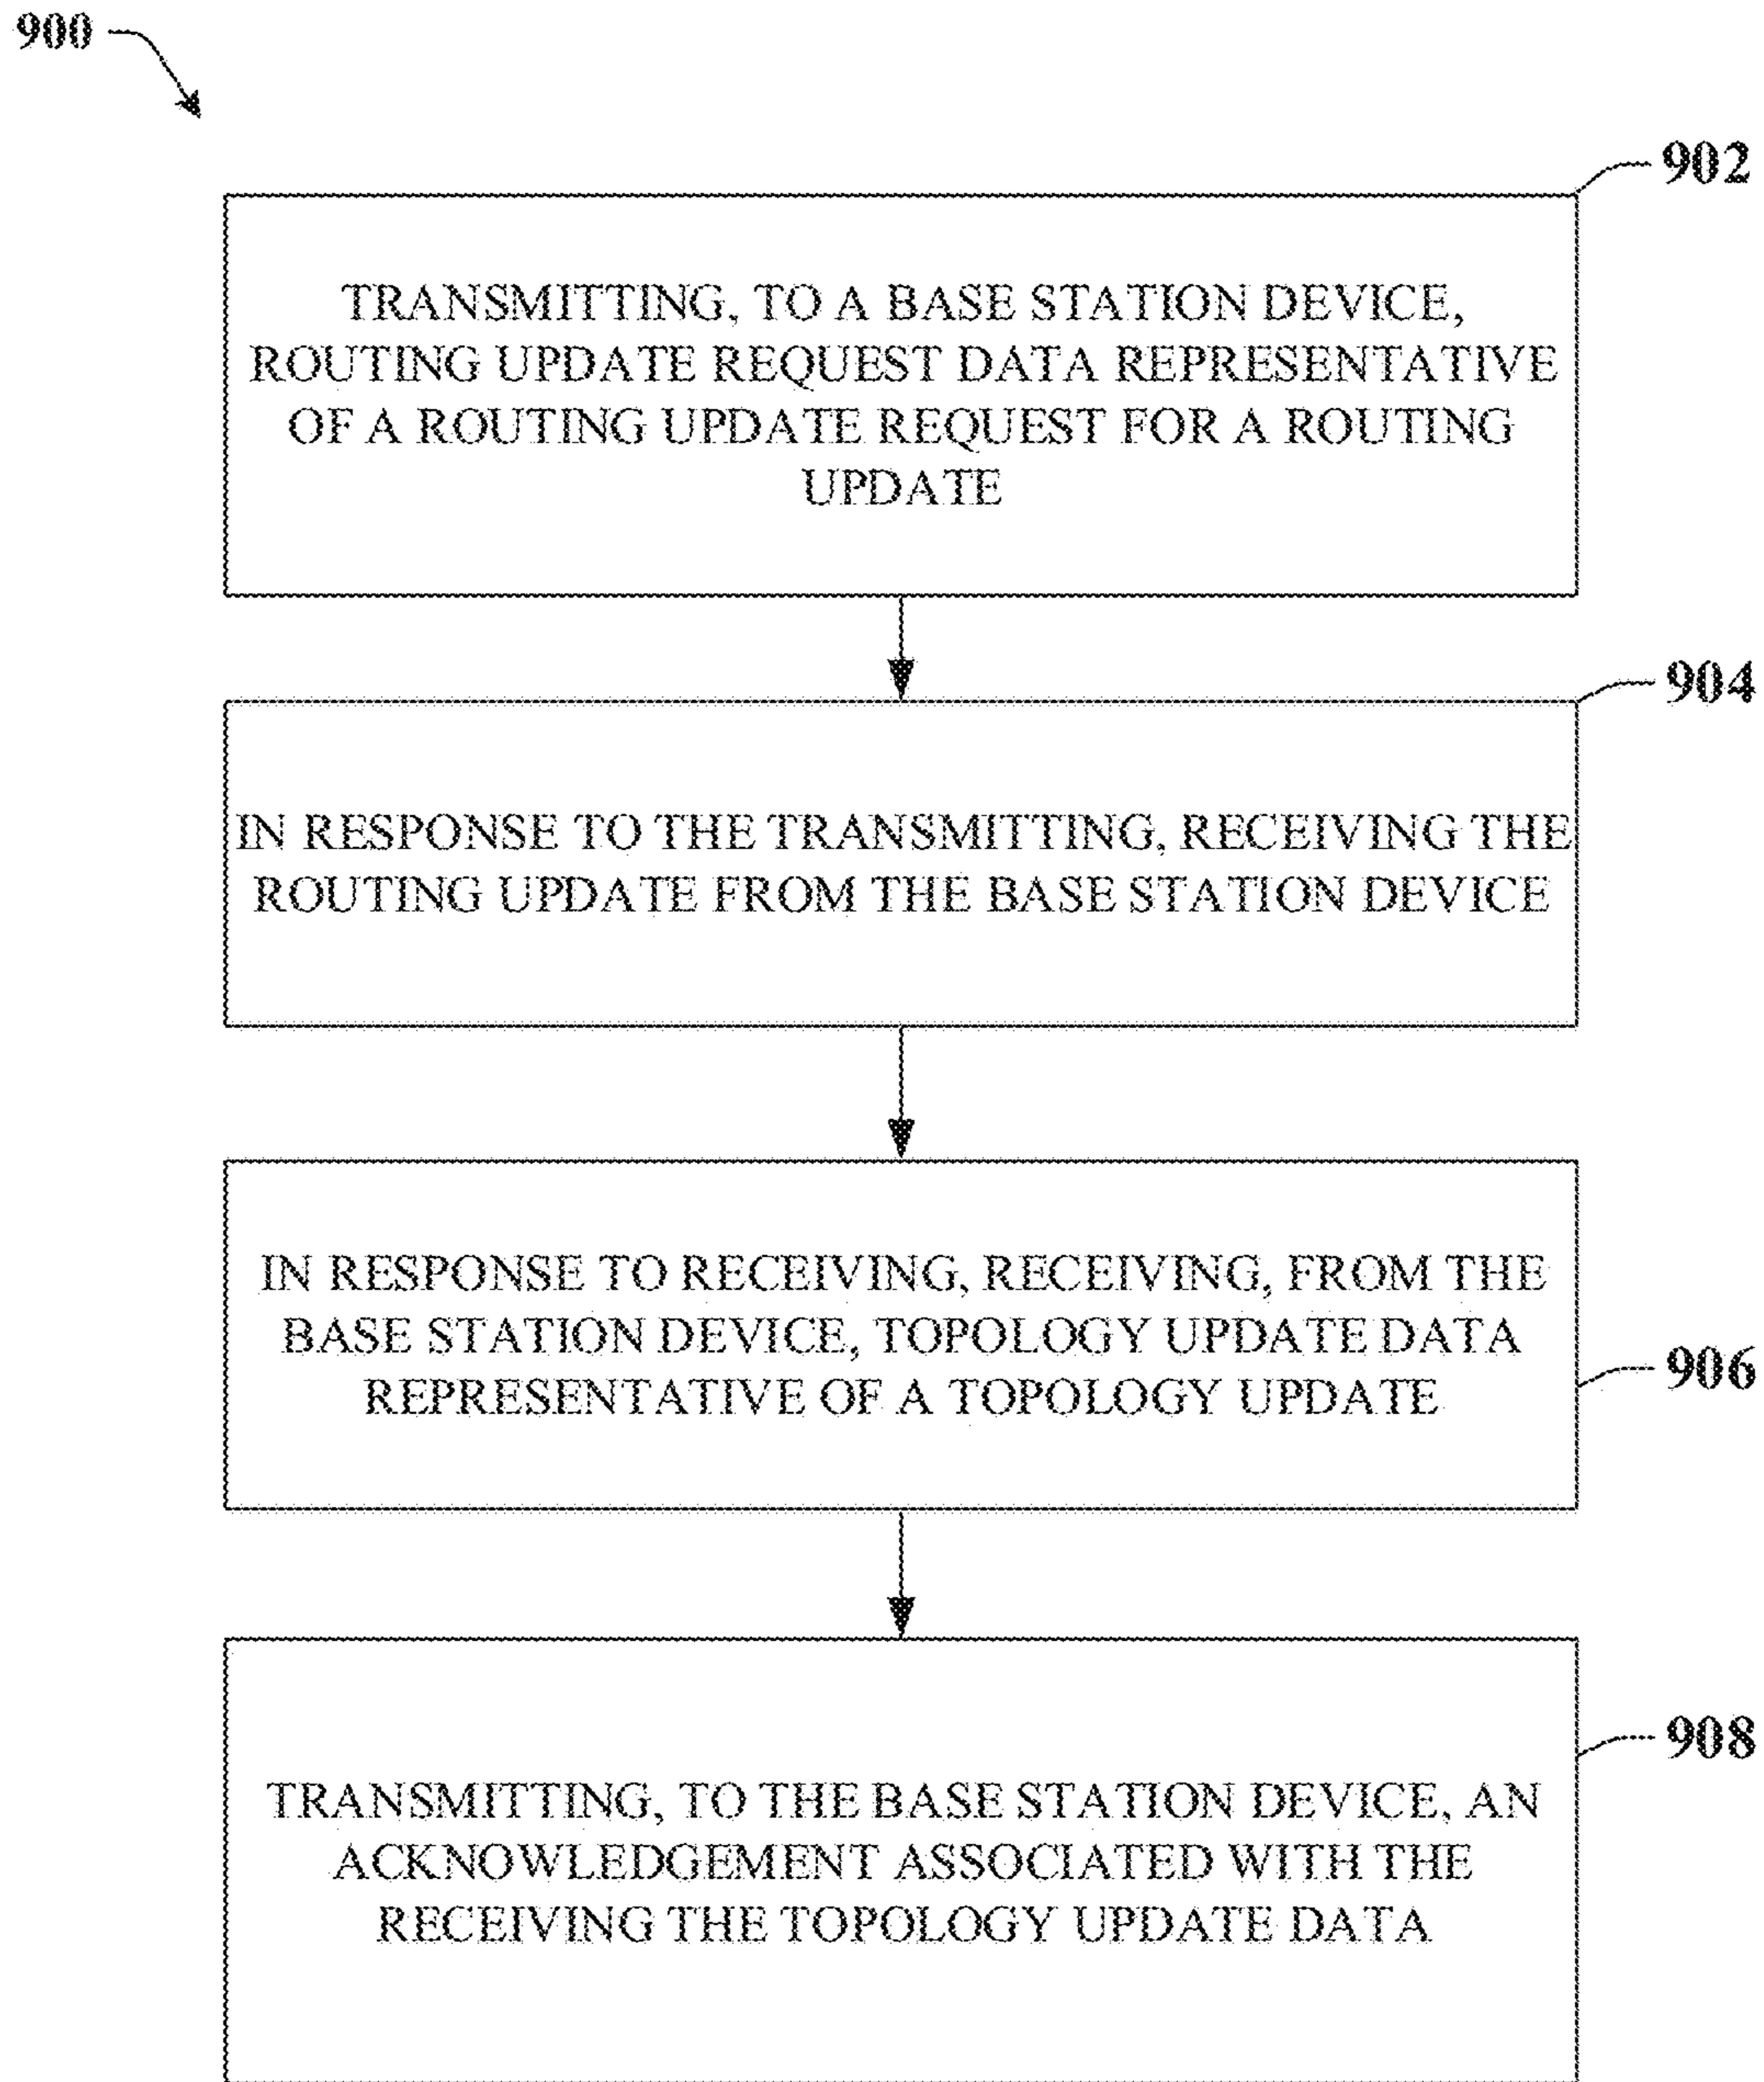 900
902
TRANSMITTING, TO A BASE STATION DEVICE,
ROUTING UPDATE REQUEST DATA REPRESENTATIVE
OF A ROUTING UPDATE REQUEST FOR A ROUTING
UPDATE
904
IN RESPONSE TO THE TRANSMITTING, RECEIVING THE
ROUTING UPDATE FROM THE BASE STATION DEVICE
IN RESPONSE TO RECEIVING, RECEIVING, FROM THE
BASE STATION DEVICE, TOPOLOGY UPDATE DATA
REPRESENTATIVE OF A TOPOLOGY UPDATE
906
908
TRANSMITTING, TO THE BASE STATION DEVICE, AN
ACKNOWLEDGEMENT ASSOCIATED WITH THE
RECEIVING THE TOPOLOGY UPDATE DATA